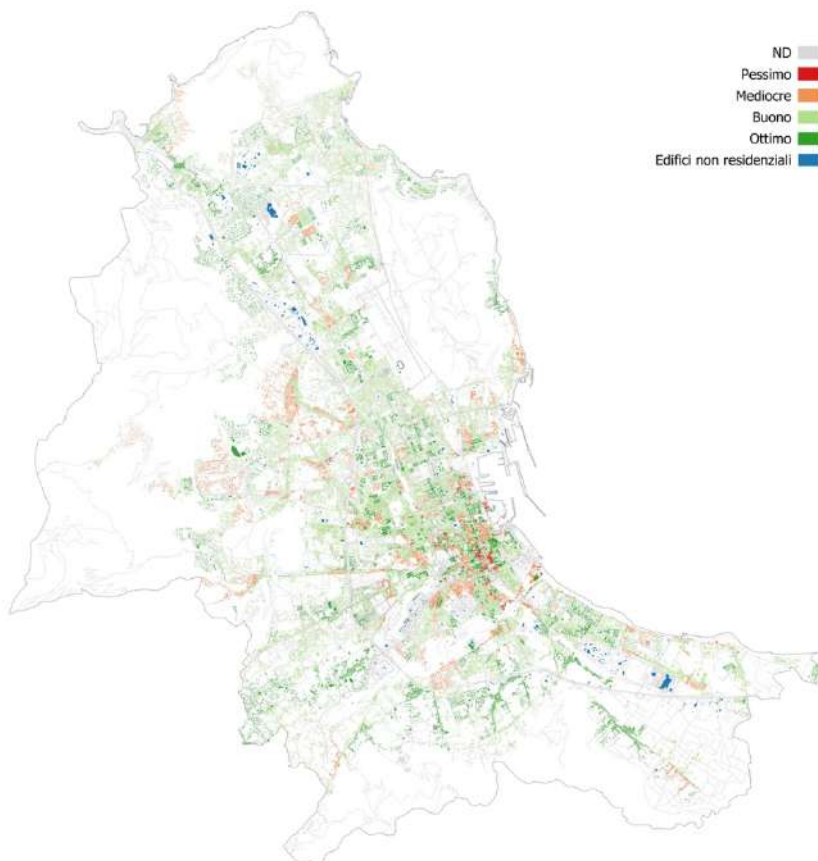 ND
Pessimo
Mediocre
Buono
Ottimo
Edifici non residenziali